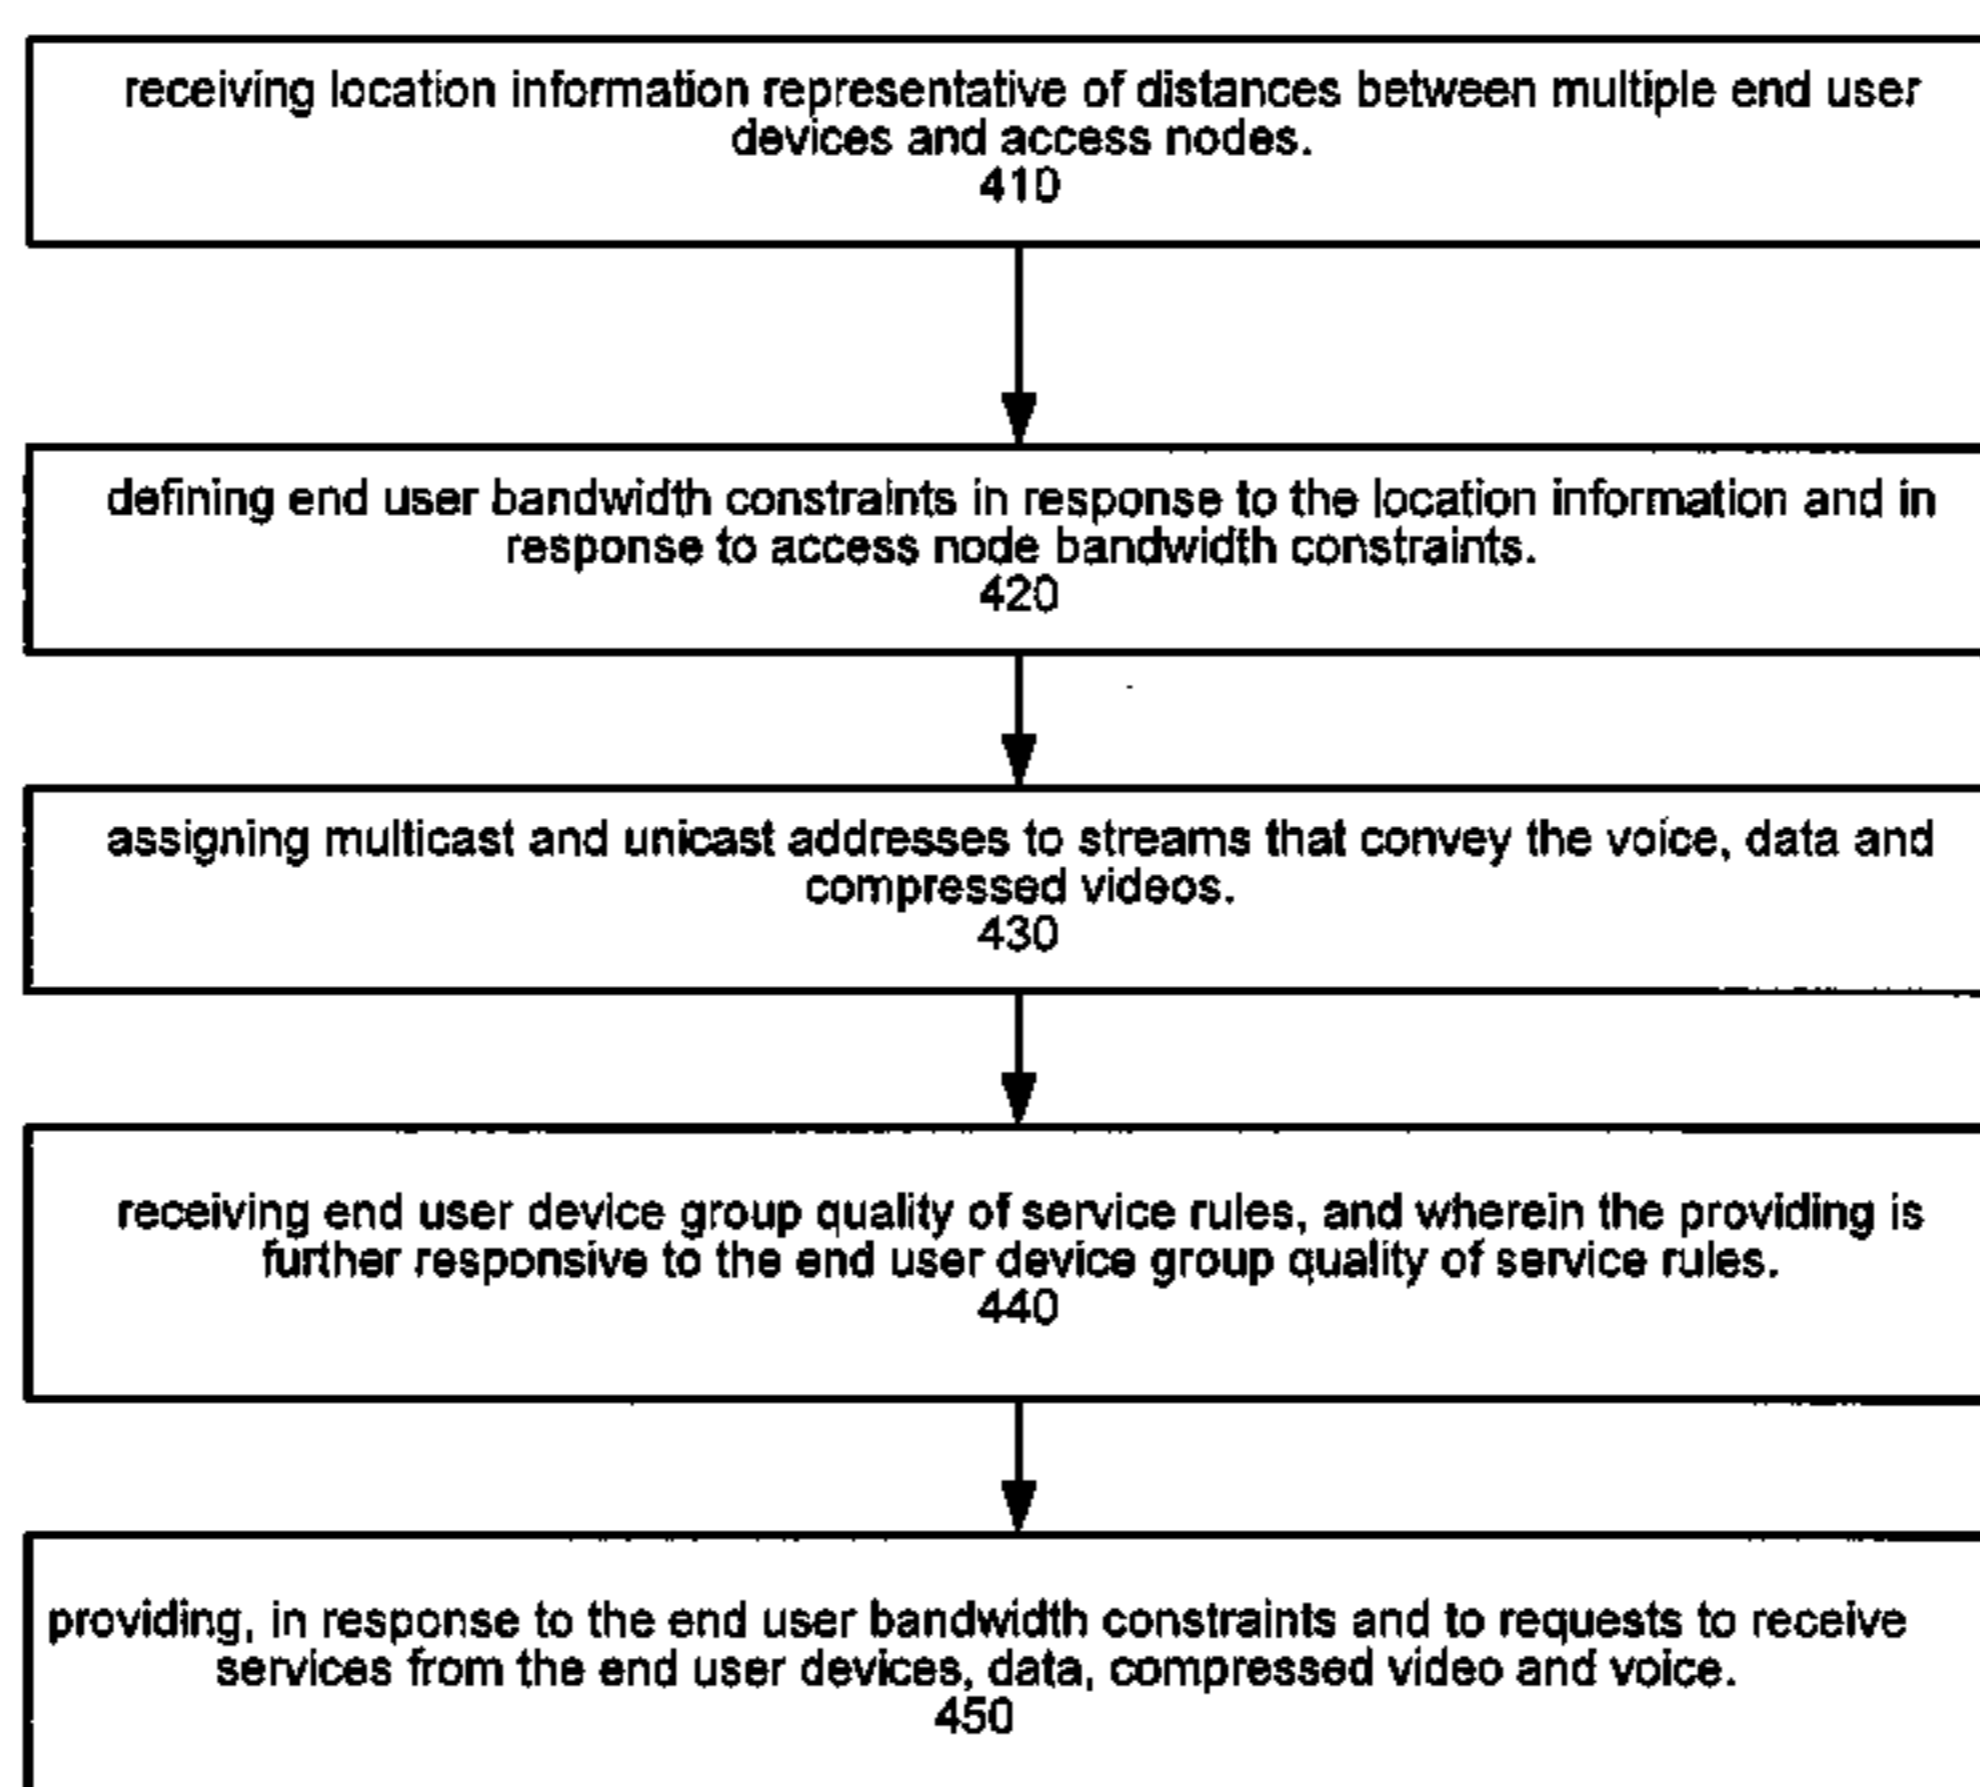 receiving location information representative of distances between multiple end user
devices and access nodes.
410
defining end user bandwidth constraints in response to the location information and in
response to access node bandwidth constraints.
420
assigning multicast and unicast addresses to streams that convey the voice, data and
compressed videos.
430
receiving end user device group quality of service rules, and wherein the providing is
further responsive to the end user device group quality of service rules.
440
providing, in response to the end user bandwidth constraints and to requests to receive
services from the end user devices, data, compressed video and voice.
450